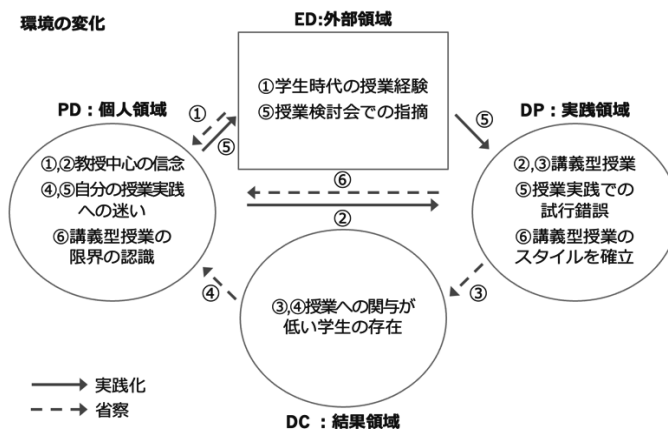 環境の変化
ED:外部領域
①学生時代の授業経験
⑤授業検討会での指摘
PD：個人領域
①,②教授中心の信念
④,⑤自分の授業実践
への迷い
⑥講義型授業の
限界の認識
DP：実践領域
②,③講義型授業
⑤授業実践での
試行錯誤
⑥講義型授業の
スタイルを確立
①
⑤
⑤
⑥
②
④
③
③,④授業への関与が
低い学生の存在
DC ：結果領域
実践化
省察